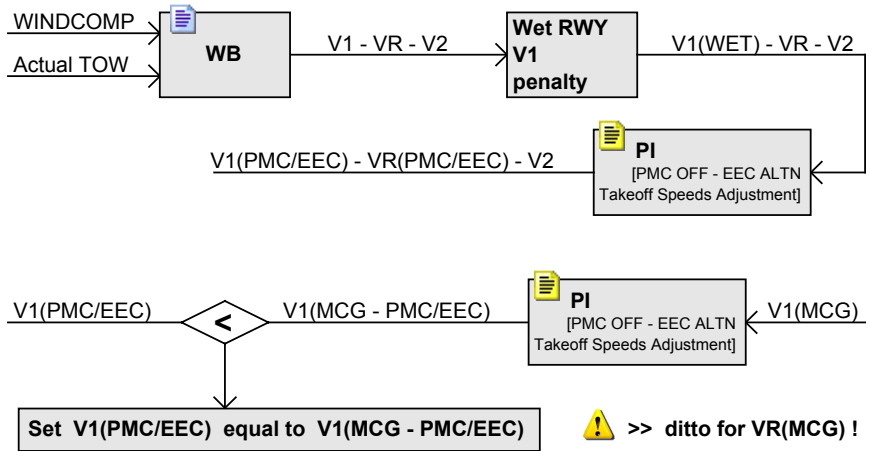 WINDCOMP
Actual TOW
WB
V1 - VR - V2
Wet RWY
V1
penalty
V1(WET) - VR - V2
PI
[PMC OFF - EEC ALTN
Takeoff Speeds Adjustment]
V1(PMC/EEC) - VR(PMC/EEC) - V2
V1(PMC/EEC)
<
V1(MCG - PMC/EEC)
PI
[PMC OFF - EEC ALTN
Takeoff Speeds Adjustment]
V1(MCG)
Set V1(PMC/EEC) equal to V1(MCG - PMC/EEC)
! >> ditto for VR(MCG) !